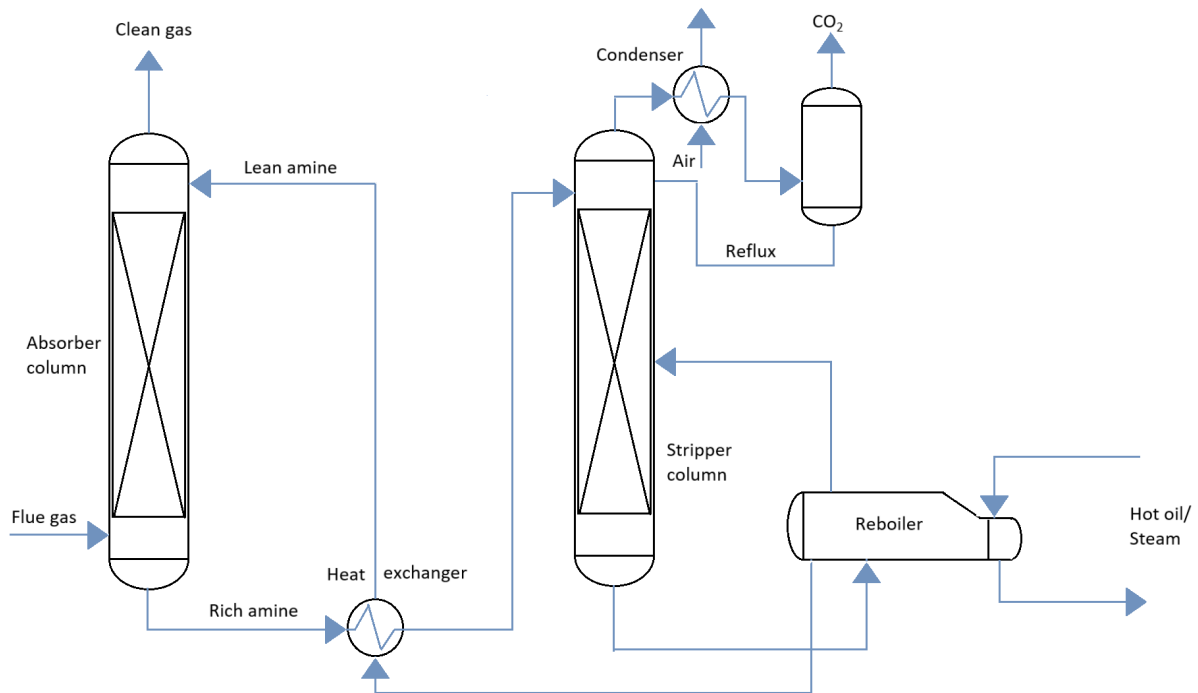 Clean gas
CO₂
Condenser
Lean amine
Air
Reflux
Absorber
column
Stripper
column
Flue gas
Reboiler
Hot oil/
Steam
Heat exchanger
Rich amine